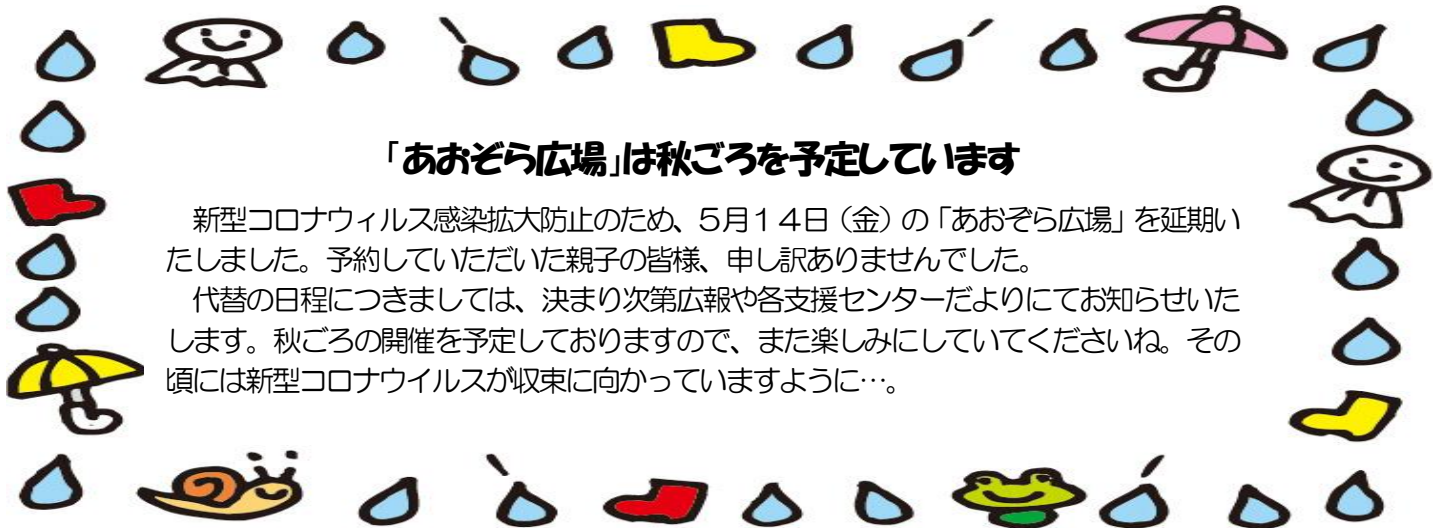 「あおぞら広場」は秋ごろを予定しています
　新型コロナウィルス感染拡大防止のため、５月１４日（金）の「あおぞら広場」を延期い
たしました。予約していただいた親子の皆様、申し訳ありませんでした。
　代替の日程につきましては、決まり次第広報や各支援センターだよりにてお知らせいた
します。秋ごろの開催を予定しておりますので、また楽しみにしていてくださいね。その
頃には新型コロナウイルスが収束に向かっていますように…。